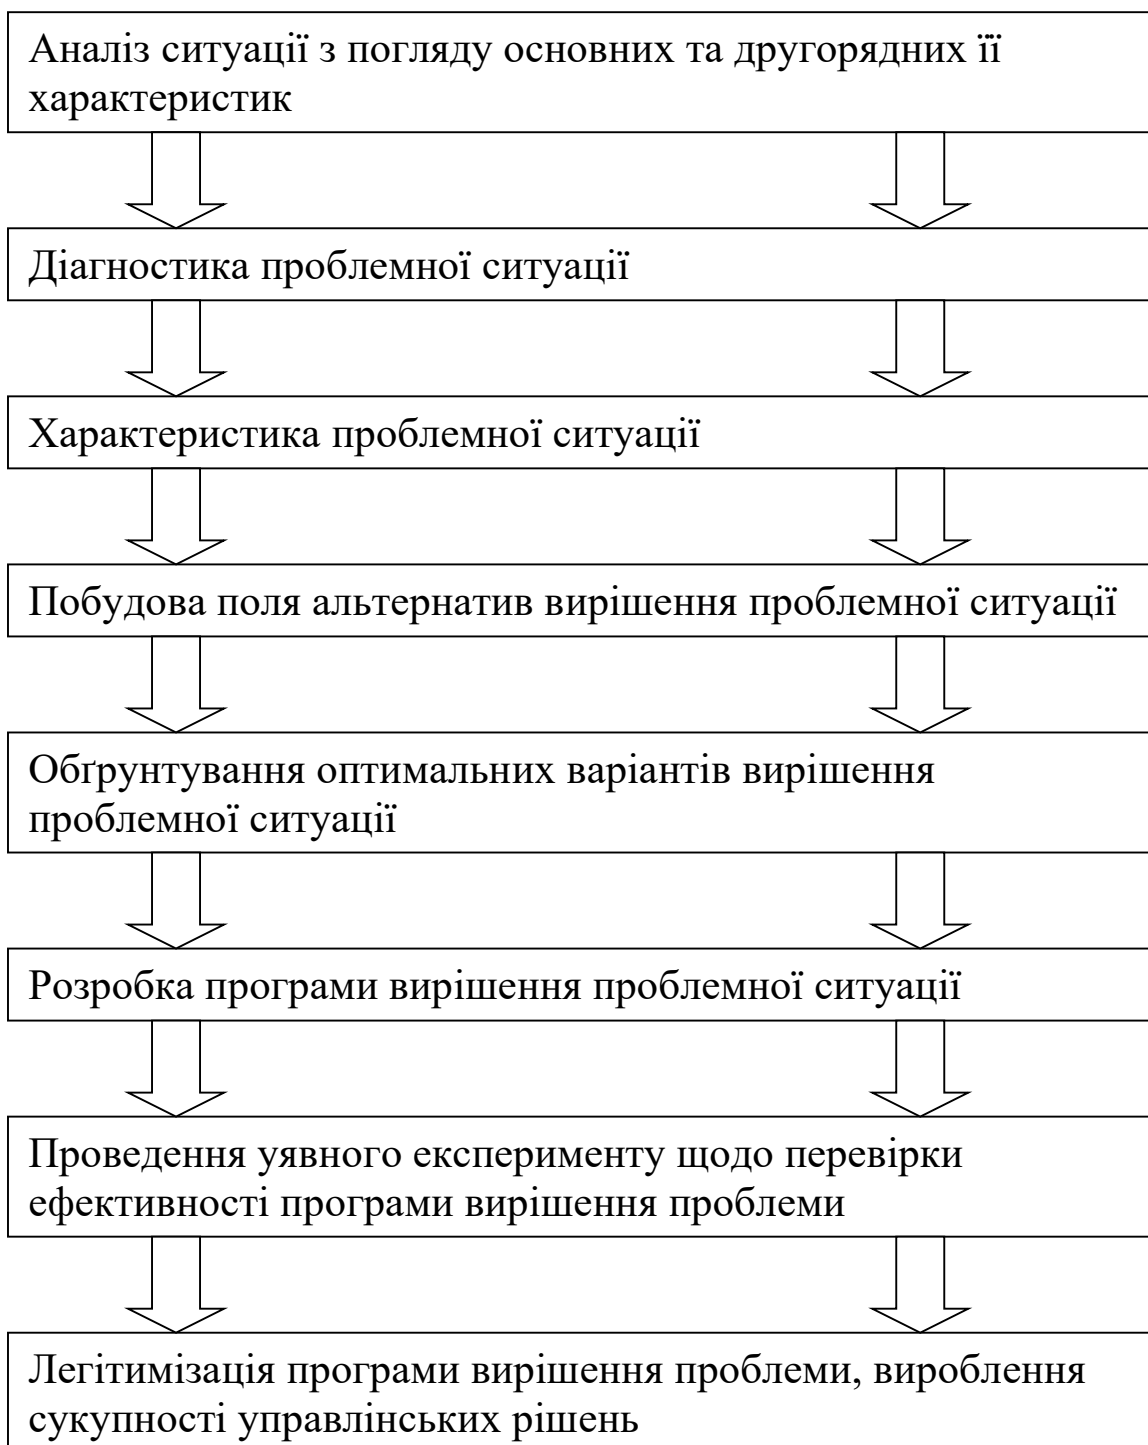 Аналіз ситуації з погляду основних та другорядних її
характеристик
Діагностика проблемної ситуації
Характеристика проблемної ситуації
Побудова поля альтернатив вирішення проблемної ситуації
Обґрунтування оптимальних варіантів вирішення
проблемної ситуації
Розробка програми вирішення проблемної ситуації
Проведення уявного експерименту щодо перевірки
ефективності програми вирішення проблеми
Легітимізація програми вирішення проблеми, вироблення
сукупності управлінських рішень